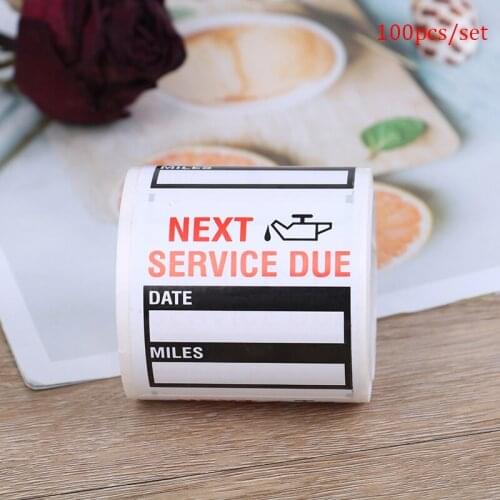 100pcs/set
MILES
NEXT
SERVICE DUE
DATE
MILES